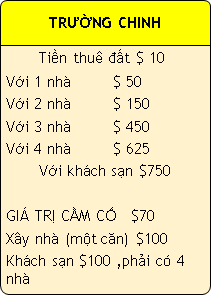 TRƯỜNG CHINH
Tiền thuê đất $ 10
Với 1 nhà $ 50
Với 2 nhà $ 150
Với 3 nhà $ 450
Với 4 nhà $ 625
Với khách sạn $750
GIÁ TRỊ CẦM CỐ $70
Xây nhà (một căn) $100
Khách sạn $100 ,phải có 4
nhà